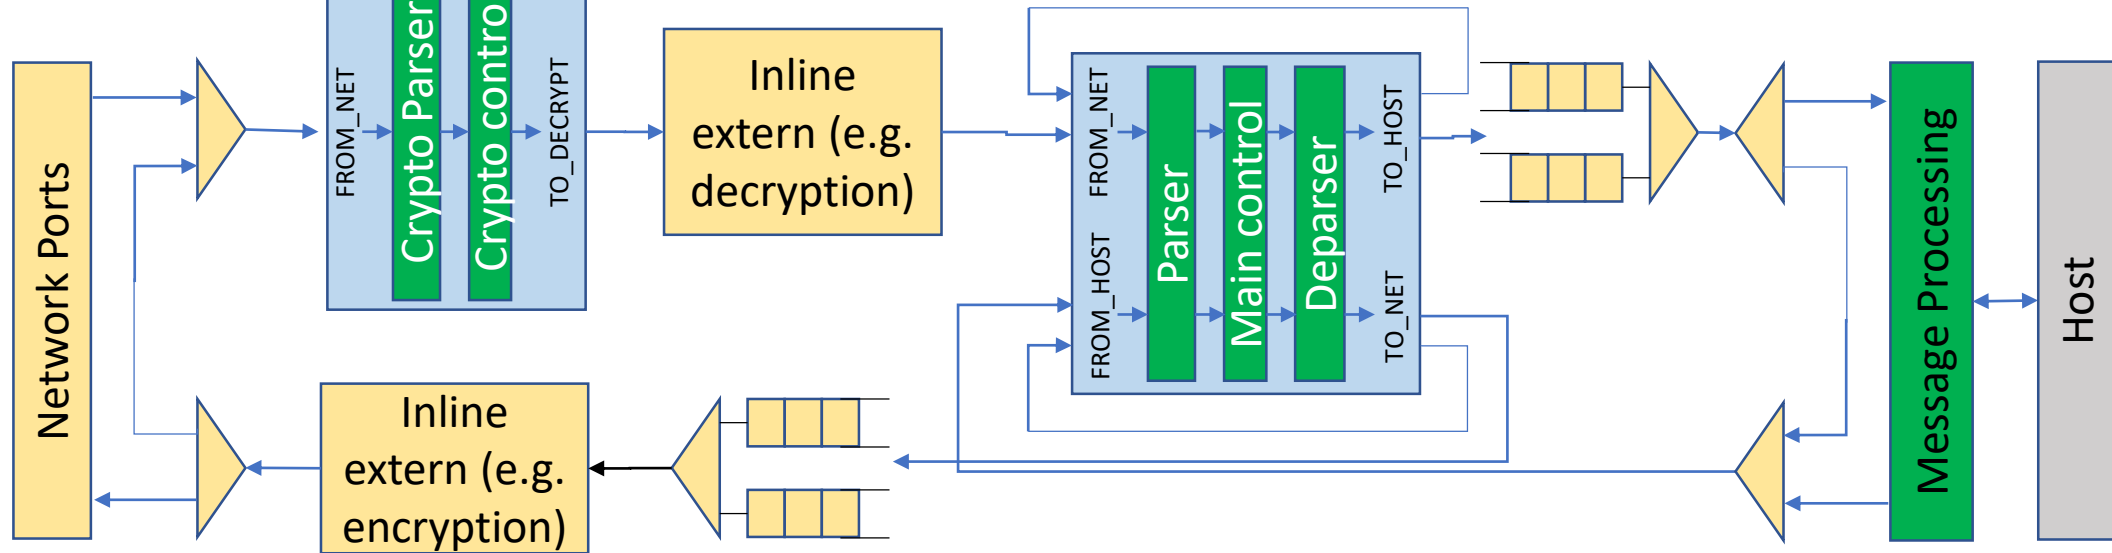 Network Ports
FROM_NET
Crypto Parser
Crypto control
TO_DECRYPT
Inline
extern (e.g.
decryption)
FROM_NET
FROM_HOST
Parser
Main control
Deparser
TO_HOST
TO_NET
Message Processing
Host
Inline
extern (e.g.
encryption)